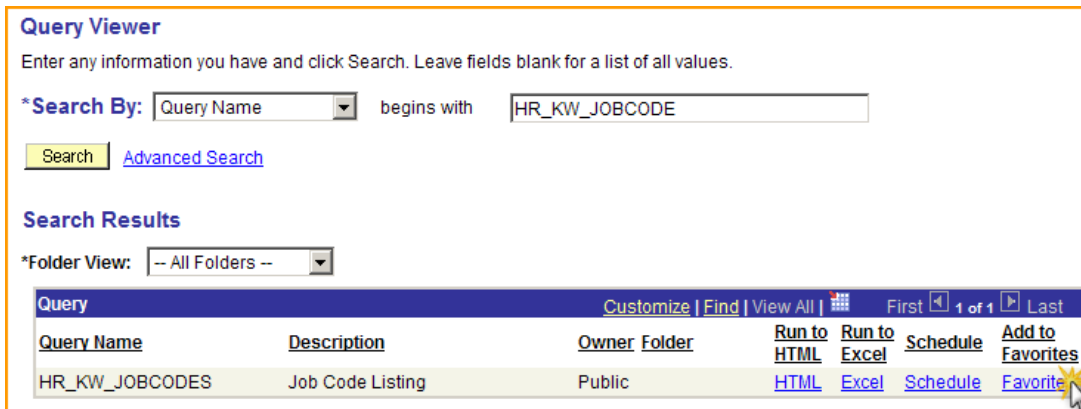 Query Viewer
Enter any information you have and click Search. Leave fields blank for a list of all values.
*Search By: Query Name begins with HR_KW_JOBCODE
Search Advanced Search
Search Results
*Folder View: -- All Folders --
Query Customize | Find | View All | First 1 of 1 Last
Query Name Description Owner Folder Run to HTML Run to Excel Schedule Add to Favorites
HR_KW_JOBCODES Job Code Listing Public HTML Excel Schedule Favorite